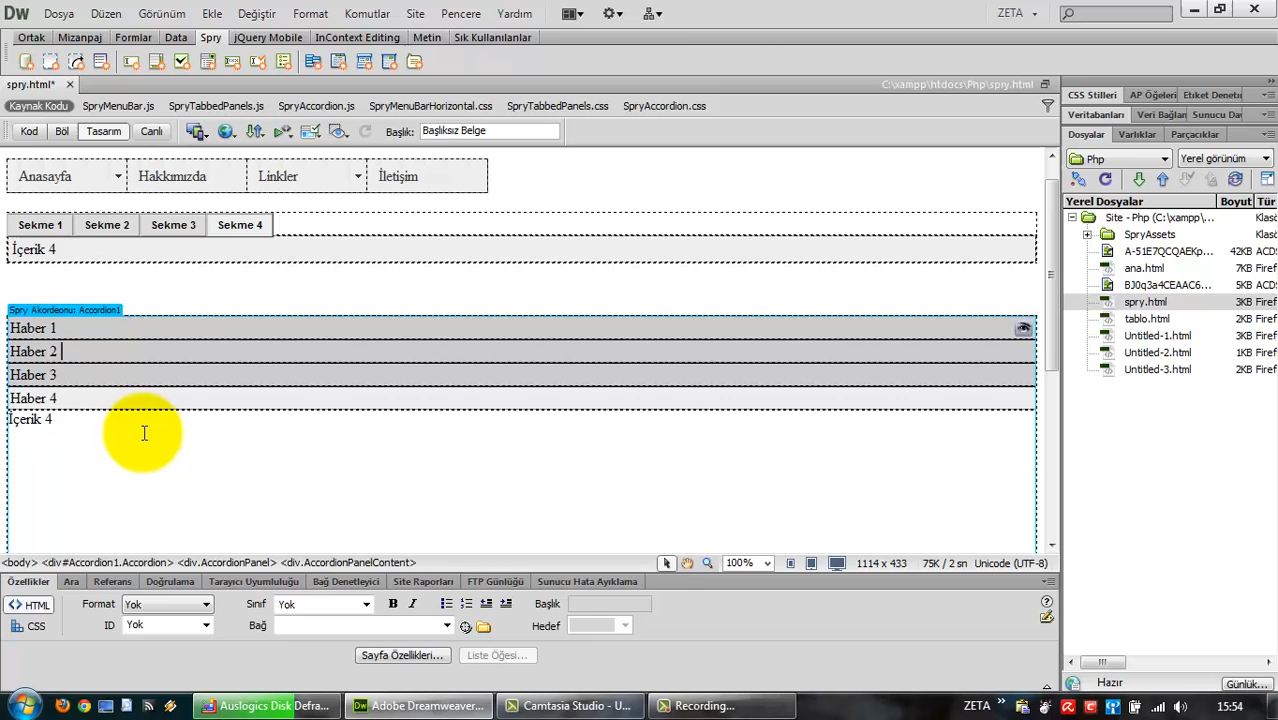 Dw Dosya Düzen Görünüm Ekle Değiştir Format Komutlar Site Pencere Yardım ZETA
Ortak Mizanpaj Formlar Data Spry jQuery Mobile InContext Editing Metin Sık Kullanılanlar
spry.html* C:\xampp\htdocs\Php\spry.html
Kaynak Kodu SpryMenuBar.js SpryTabbedPanels.js SpryAccordion.js SpryMenuBarHorizontal.css SpryTabbedPanels.css SpryAccordion.css
Kod Böl Tasarım Canlı Başlık: Başlıksız Belge
Anasayfa Hakkımızda Linkler İletişim
Sekme 1 Sekme 2 Sekme 3 Sekme 4
İçerik 4
Spry Akordeonu: Accordion1
Haber 1
Haber 2
Haber 3
Haber 4
İçerik 4
<body> <div#Accordion1.Accordion> <div.AccordionPanel> <div.AccordionPanelContent> 100% 1114 x 433 75K / 2 sn Unicode (UTF-8)
Özellikler Ara Referans Doğrulama Tarayıcı Uyumluluğu Bağ Denetleyici Site Raporları FTP Günlüğü Sunucu Hata Ayıklama
<> HTML Format Yok Sınıf Yok B I Başlık
CSS ID Yok Bağ Hedef
Sayfa Özellikleri... Liste Öğesi...
CSS Stilleri AP Öğeleri Etiket Denetim
Veritabanları Veri Bağları Sunucu Da
Dosyalar Varlıklar Parçacıklar
Php Yerel görünüm
Yerel Dosyalar Boyut Tür
Site - Php (C:\xampp\... Klasö
SpryAssets Klasö
A-51E7QCQAEKp... 42KB ACDS
ana.html 7KB Firef
BJ0q3a4CEAAC6... 5KB ACDS
spry.html 3KB Firef
tablo.html 2KB Firef
Untitled-1.html 3KB Firef
Untitled-2.html 1KB Firef
Untitled-3.html 2KB Firef
Hazır Günlük...
Auslogics Disk Defra... Adobe Dreamweaver... Camtasia Studio - U... Recording... ZETA 15:54